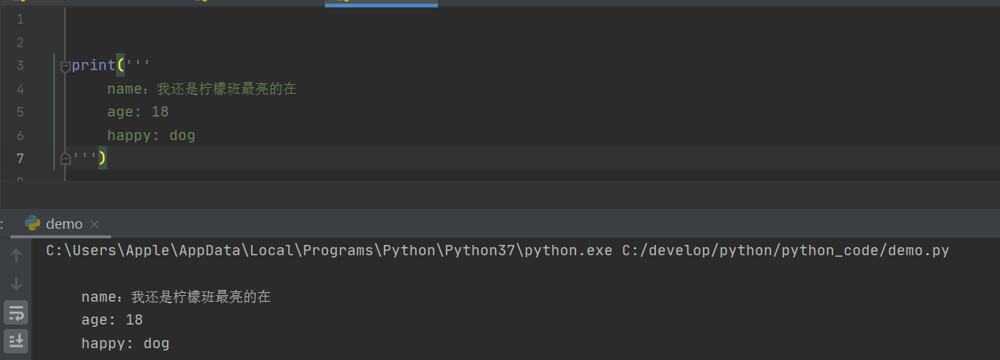 1
2
3 print('''
4 name：我还是柠檬班最亮的在
5 age: 18
6 happy: dog
7 ''')
: demo ×
C:\Users\Apple\AppData\Local\Programs\Python\Python37\python.exe C:/develop/python/python_code/demo.py
name：我还是柠檬班最亮的在
age: 18
happy: dog